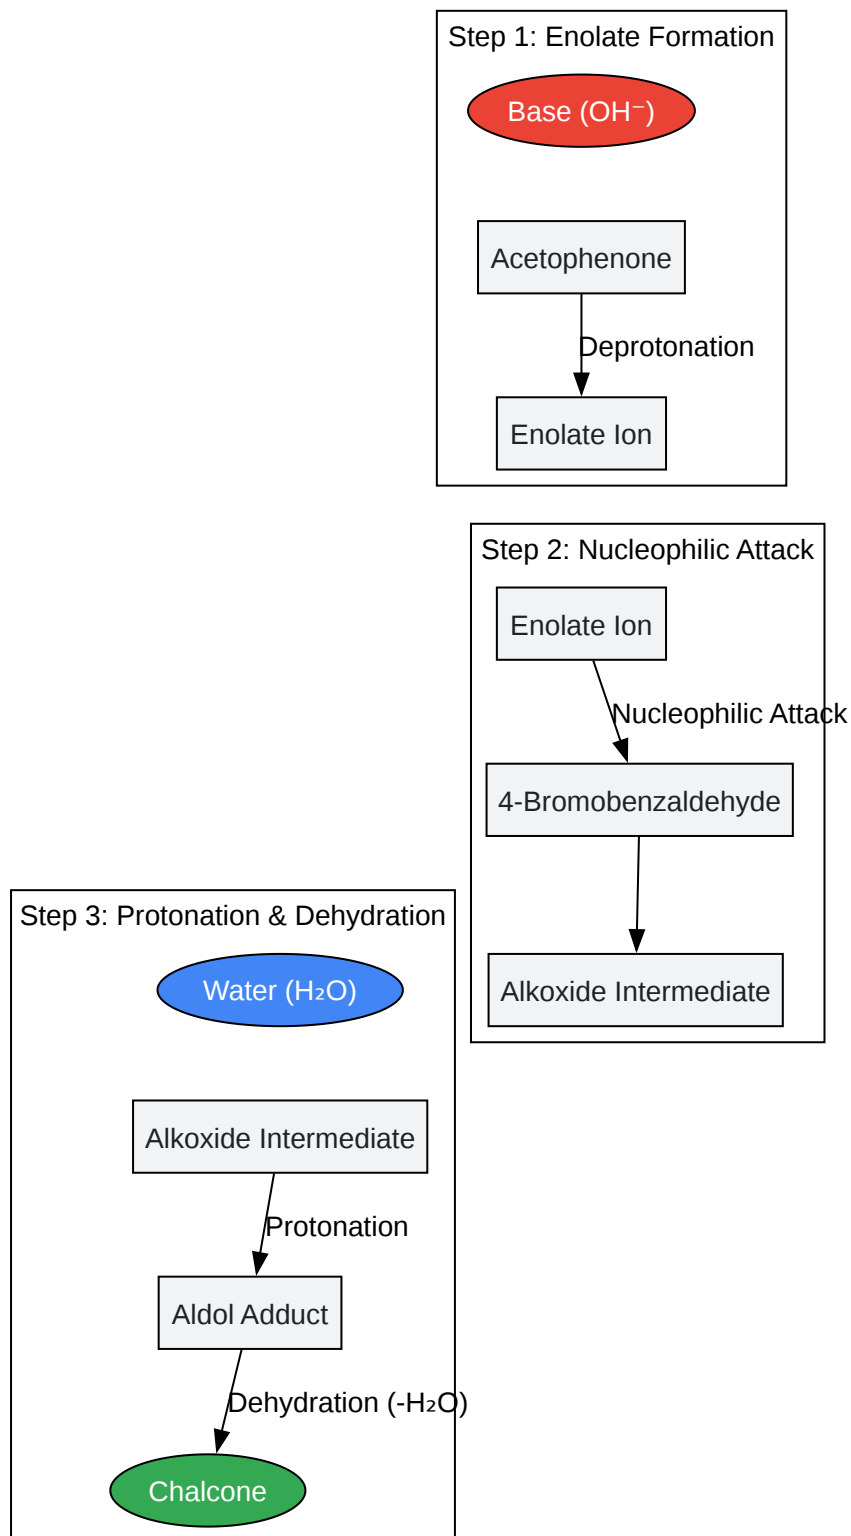 Step 1: Enolate Formation
Base (OH⁻)
Acetophenone
Deprotonation
Enolate Ion
Step 2: Nucleophilic Attack
Enolate Ion
Nucleophilic Attack
4-Bromobenzaldehyde
Alkoxide Intermediate
Step 3: Protonation & Dehydration
Water (H₂O)
Alkoxide Intermediate
Protonation
Aldol Adduct
Dehydration (-H₂O)
Chalcone